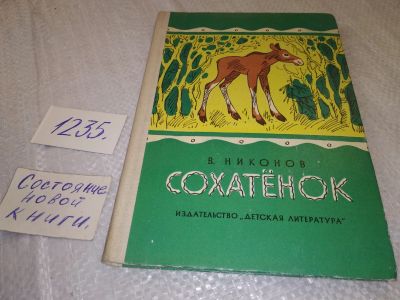 1235.
Состояние
новой
книги.
В. НИКОНОВ
СОХАТЁНОК
ИЗДАТЕЛЬСТВО „ДЕТСКАЯ ЛИТЕРАТУРА"